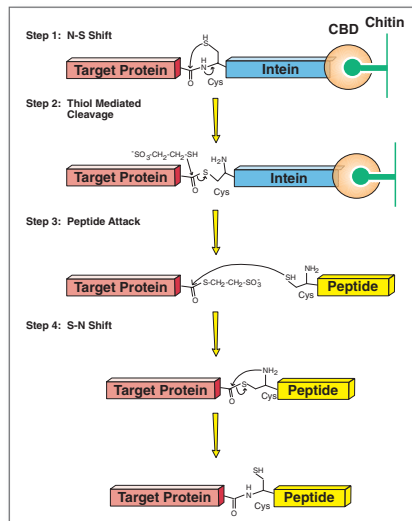 Chitin
CBD
Step 1: N-S Shift
SH
H
N
O
Cys
Target Protein
Intein
Step 2: Thiol Mediated
Cleavage
⁻SO₃-CH₂-CH₂-SH
H₂N
S
O
Cys
Target Protein
Intein
Step 3: Peptide Attack
S-CH₂-CH₂-SO₃⁻
O
SH
NH₂
Cys
Target Protein
Peptide
Step 4: S-N Shift
NH₂
S
O
Cys
Target Protein
Peptide
SH
H
N
O
Cys
Target Protein
Peptide